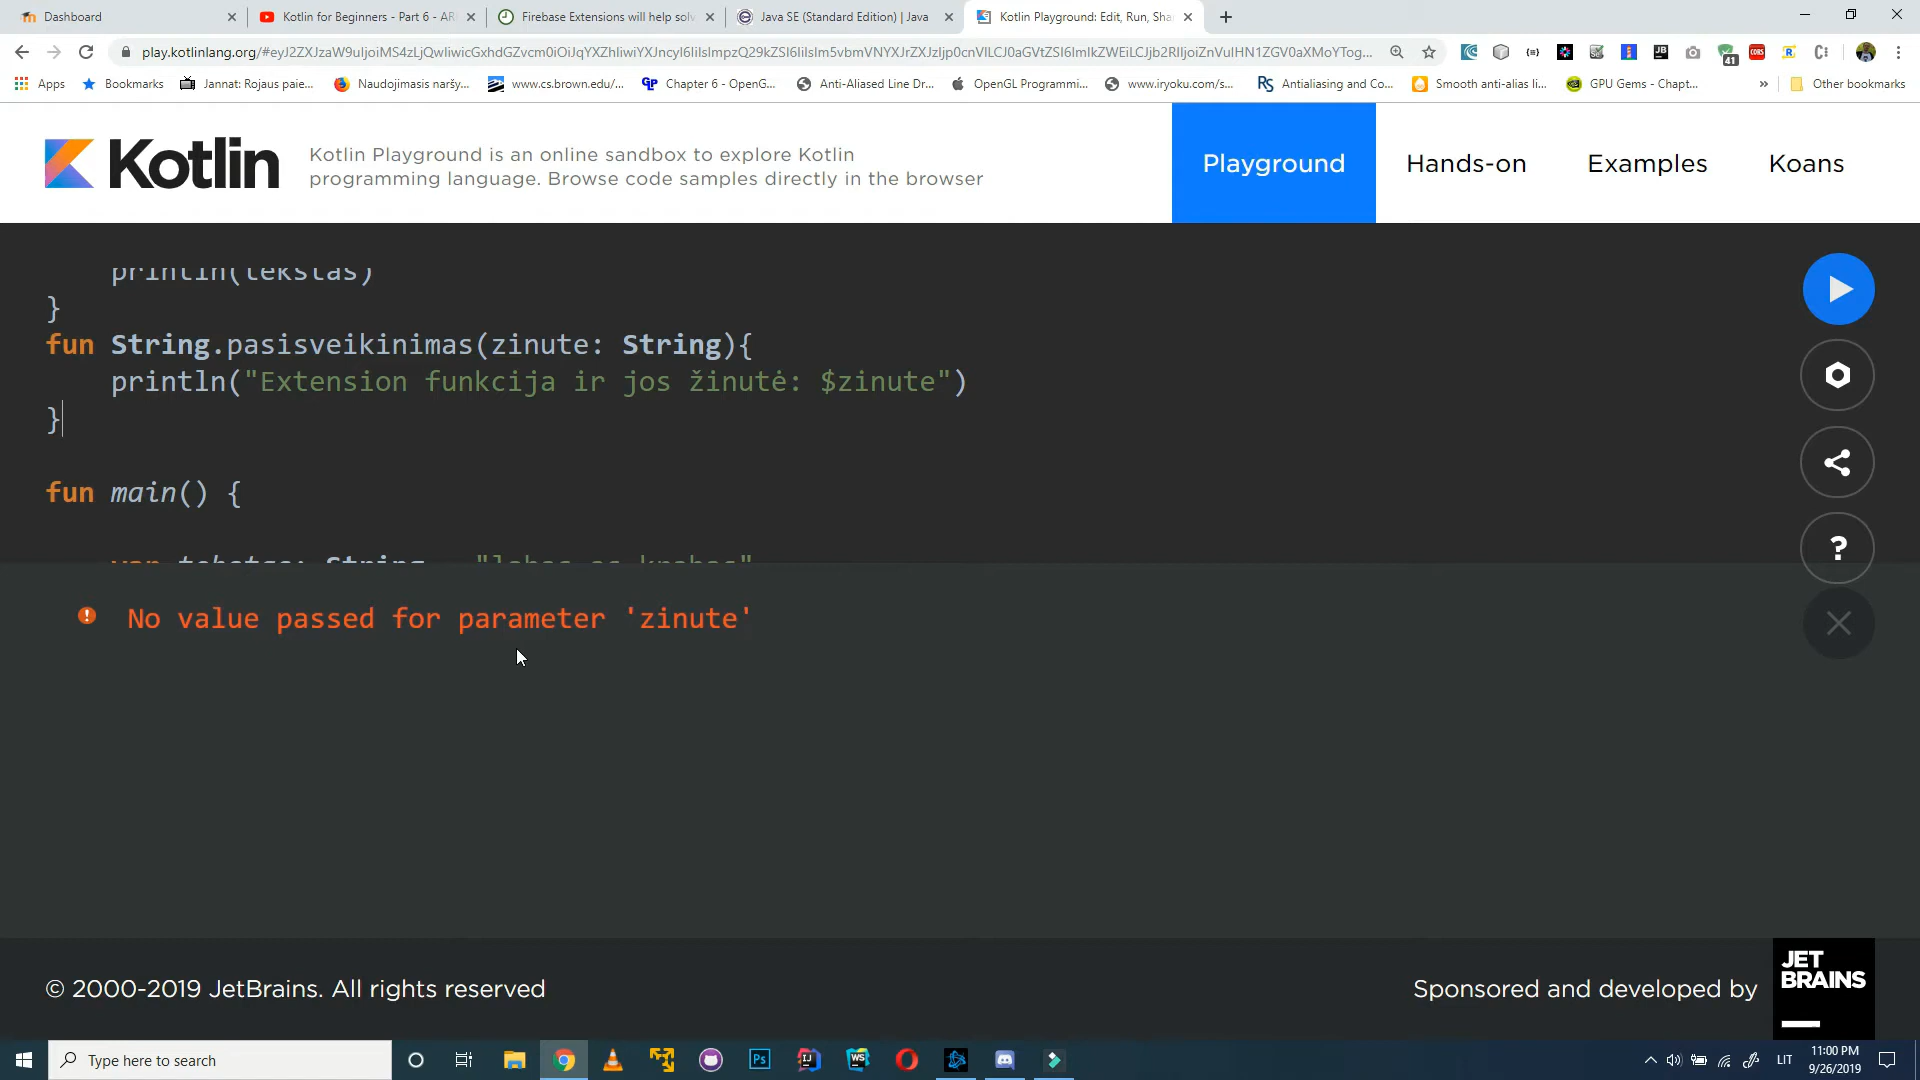 Dashboard
Kotlin for Beginners - Part 6 - AR
Firebase Extensions will help solv
Java SE (Standard Edition) | Java
Kotlin Playground: Edit, Run, Sha
41
Apps
Bookmarks
Jannat: Rojaus paie...
Naudojimasis naršy...
www.cs.brown.edu/...
Chapter 6 - OpenG...
Anti-Aliased Line Dr...
OpenGL Programmi...
www.iryoku.com/s...
Antialiasing and Co...
Smooth anti-alias li...
GPU Gems - Chapt...
»
Other bookmarks
Kotlin
Kotlin Playground is an online sandbox to explore Kotlin
programming language. Browse code samples directly in the browser
Playground
Hands-on
Examples
Koans
println(tekstas)
}
fun String.pasisveikinimas(zinute: String){
println("Extension funkcija ir jos žinutė: $zinute")
}
fun main() {
No value passed for parameter 'zinute'
© 2000-2019 JetBrains. All rights reserved
Sponsored and developed by
JET
BRAINS
Type here to search
LIT
11:00 PM
9/26/2019